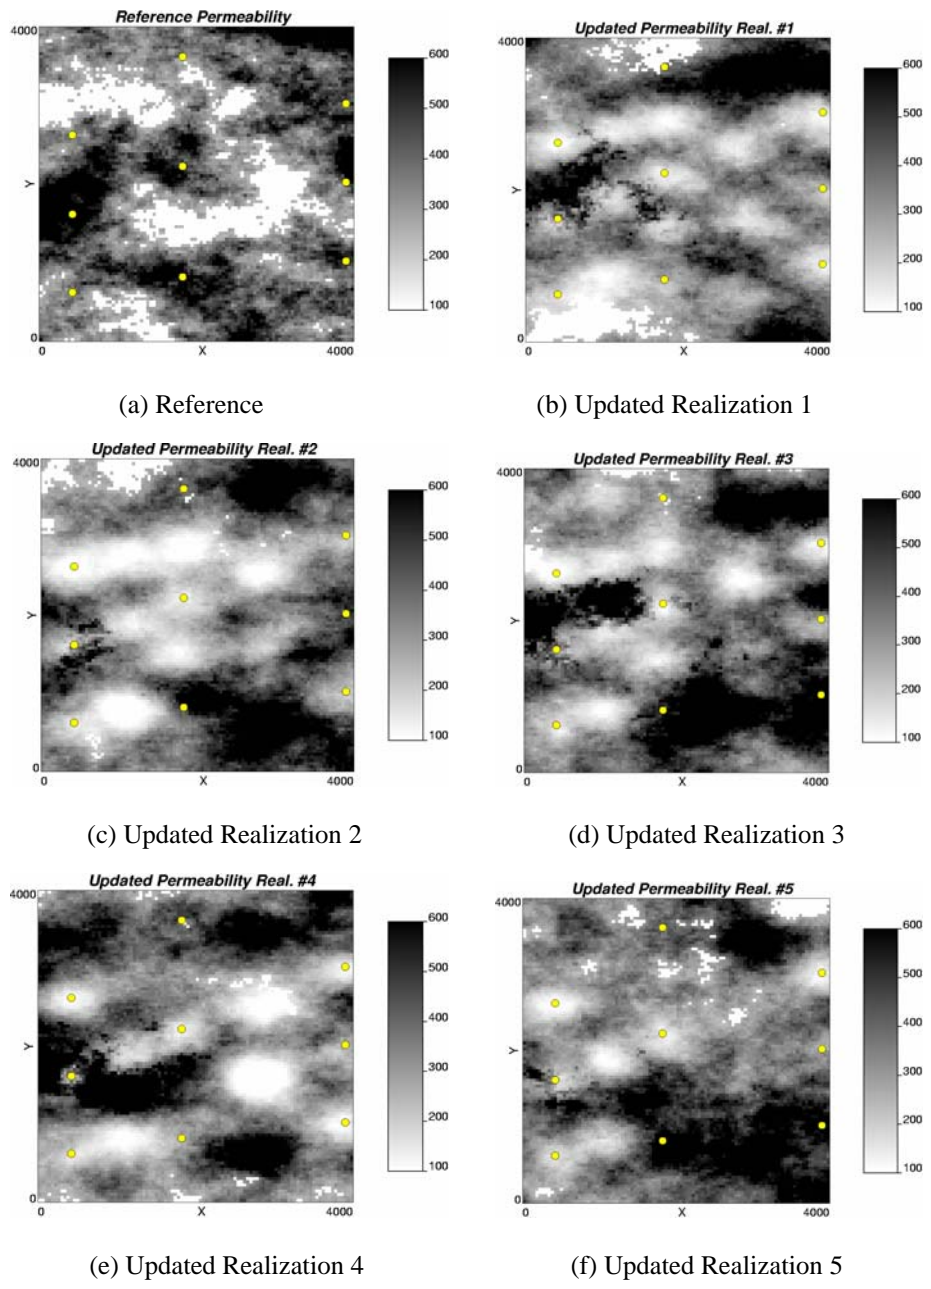 Reference Permeability
4000
Y
0
0
X
4000
600
500
400
300
200
100
(a) Reference
Updated Permeability Real. #1
4000
Y
0
0
X
4000
600
500
400
300
200
100
(b) Updated Realization 1
Updated Permeability Real. #2
4000
Y
0
0
X
4000
600
500
400
300
200
100
(c) Updated Realization 2
Updated Permeability Real. #3
4000
Y
0
0
X
4000
600
500
400
300
200
100
(d) Updated Realization 3
Updated Permeability Real. #4
4000
Y
0
0
X
4000
600
500
400
300
200
100
(e) Updated Realization 4
Updated Permeability Real. #5
4000
Y
0
0
X
4000
600
500
400
300
200
100
(f) Updated Realization 5